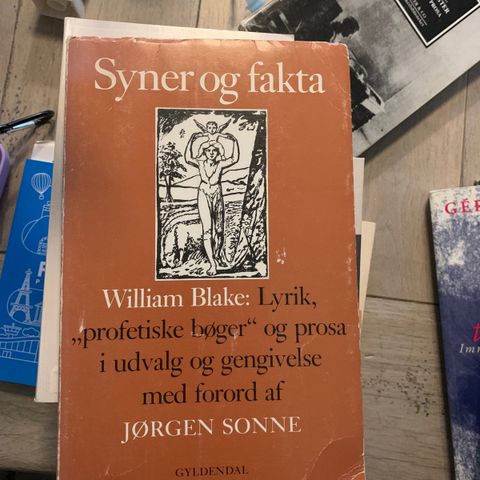 Syner og fakta
William Blake: Lyrik,
„profetiske bøger“ og prosa
i udvalg og gengivelse
med forord af
JØRGEN SONNE
GYLDENDAL
GÉR